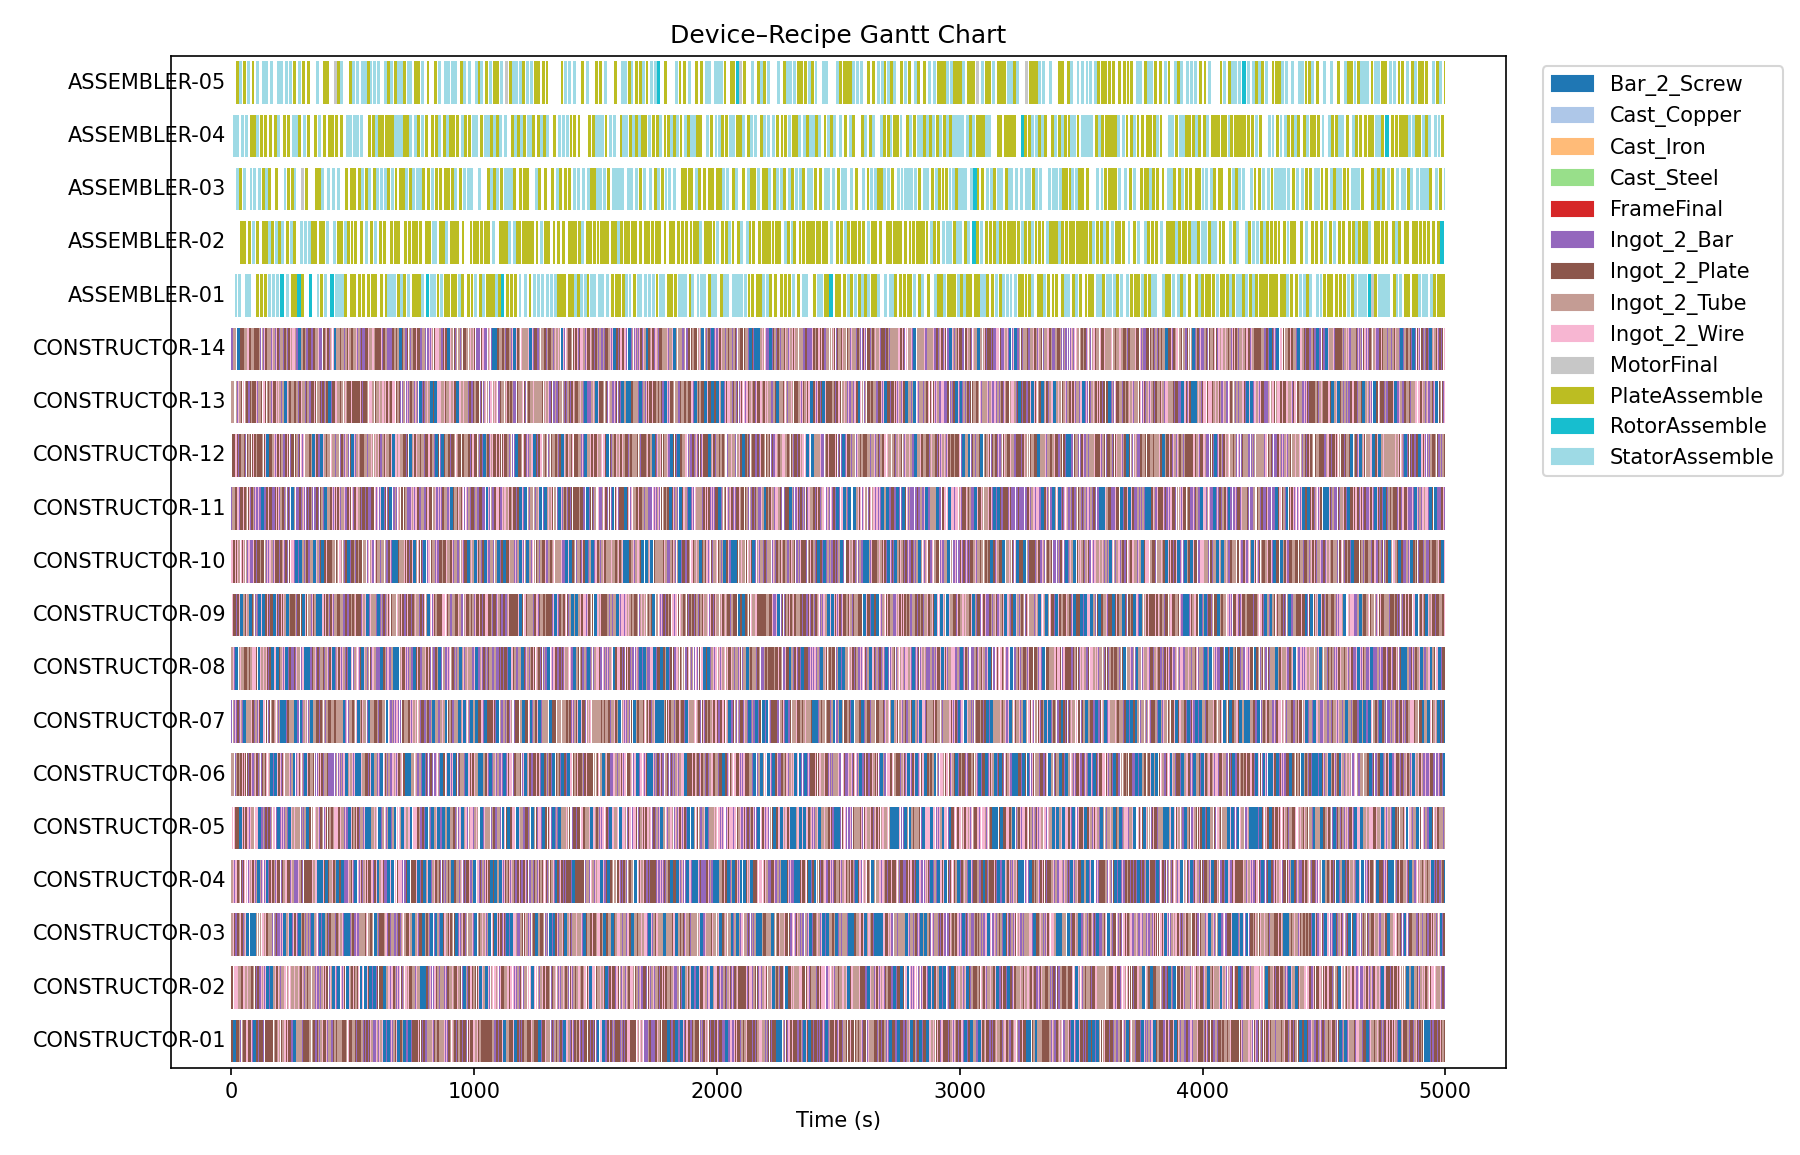 Device–Recipe Gantt Chart
ASSEMBLER-05
ASSEMBLER-04
ASSEMBLER-03
ASSEMBLER-02
ASSEMBLER-01
CONSTRUCTOR-14
CONSTRUCTOR-13
CONSTRUCTOR-12
CONSTRUCTOR-11
CONSTRUCTOR-10
CONSTRUCTOR-09
CONSTRUCTOR-08
CONSTRUCTOR-07
CONSTRUCTOR-06
CONSTRUCTOR-05
CONSTRUCTOR-04
CONSTRUCTOR-03
CONSTRUCTOR-02
CONSTRUCTOR-01
0 1000 2000 3000 4000 5000
Time (s)
Bar_2_Screw
Cast_Copper
Cast_Iron
Cast_Steel
FrameFinal
Ingot_2_Bar
Ingot_2_Plate
Ingot_2_Tube
Ingot_2_Wire
MotorFinal
PlateAssemble
RotorAssemble
StatorAssemble